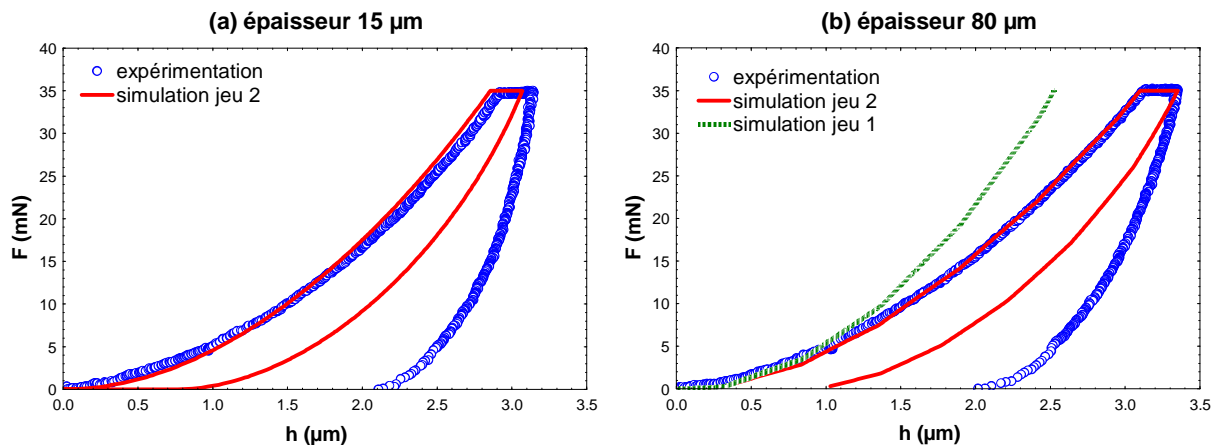 (a) épaisseur 15 µm
40
35
30
25
20
15
10
5
0
F (mN)
expérimentation
simulation jeu 2
0.0 0.5 1.0 1.5 2.0 2.5 3.0 3.5
h (µm)
(b) épaisseur 80 µm
40
35
30
25
20
15
10
5
0
F (mN)
expérimentation
simulation jeu 2
simulation jeu 1
0.0 0.5 1.0 1.5 2.0 2.5 3.0 3.5
h (µm)